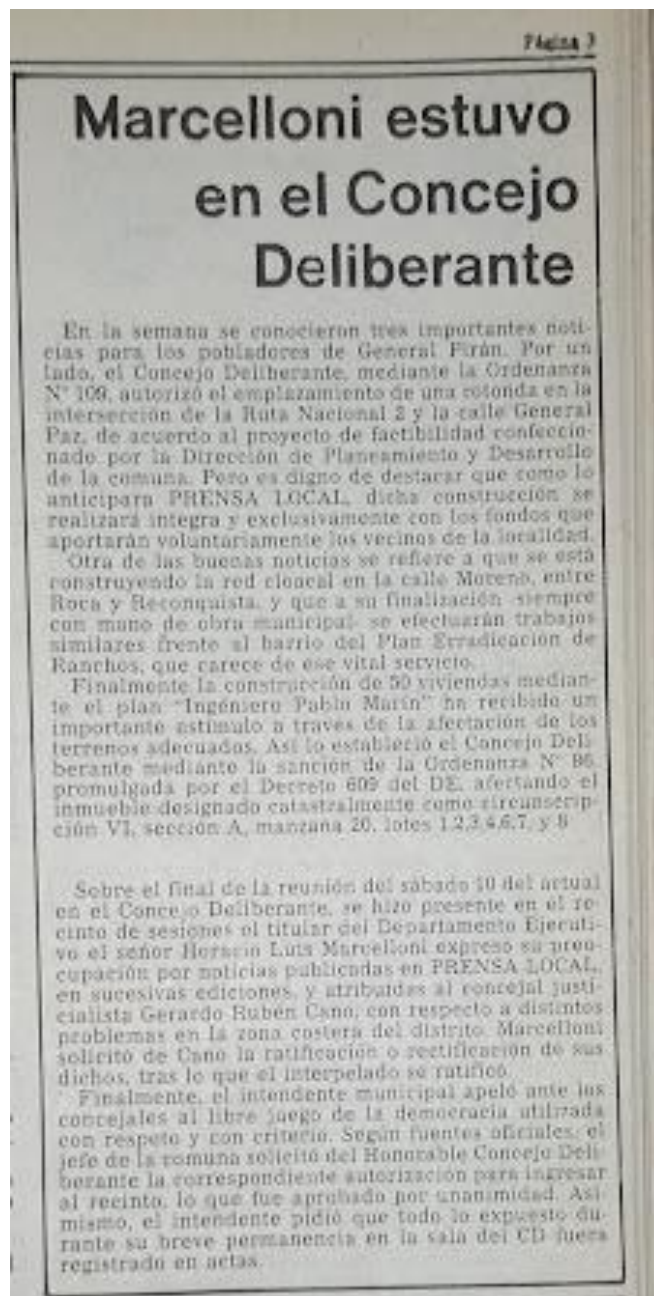 Página 3
Marcelloni estuvo
en el Concejo
Deliberante
En la semana se conocieron tres importantes noti-
cias para los pobladores de General Pirán. Por un
lado, el Concejo Deliberante, mediante la Ordenanza
N° 109, autorizó el emplazamiento de una rotonda en la
intersección de la Ruta Nacional 2 y la calle General
Paz, de acuerdo al proyecto de factibilidad confeccio-
nado por la Dirección de Planeamiento y Desarrollo
de la comuna. Pero es digno de destacar que como lo
anticipara PRENSA LOCAL, dicha construcción se
realizará íntegra y exclusivamente con los fondos que
aportarán voluntariamente los vecinos de la localidad.
Otra de las buenas noticias se refiere a que se está
construyendo la red cloacal en la calle Moreno, entre
Roca y Reconquista, y que a su finalización -siempre
con mano de obra municipal- se efectuarán trabajos
similares frente al barrio del Plan Erradicación de
Ranchos, que carece de ese vital servicio.
Finalmente la construcción de 50 viviendas median-
te el plan "Ingeniero Pablo Marín" ha recibido un
importante estímulo a través de la afectación de los
terrenos adecuados. Así lo estableció el Concejo Deli-
berante mediante la sanción de la Ordenanza N° 86,
promulgada por el Decreto 609 del DE, afectando el
inmueble designado catastralmente como circunscrip-
ción VI, sección A, manzana 20, lotes 1,2,3,4,6,7, y 8
Sobre el final de la reunión del sábado 10 del actual
en el Concejo Deliberante, se hizo presente en el re-
cinto de sesiones el titular del Departamento Ejecuti-
vo el señor Horacio Luis Marcelloni expresó su preo-
cupación por noticias publicadas en PRENSA LOCAL,
en sucesivas ediciones, y atribuidas al concejal justi-
cialista Gerardo Rubén Cano, con respecto a distintos
problemas en la zona costera del distrito. Marcelloni
solicitó de Cano la ratificación o rectificación de sus
dichos, tras lo que el interpelado se ratificó.
Finalmente, el intendente municipal apeló ante los
concejales al libre juego de la democracia utilizada
con respeto y con criterio. Según fuentes oficiales, el
jefe de la comuna solicitó del Honorable Concejo Deli-
berante la correspondiente autorización para ingresar
al recinto, lo que fue aprobado por unanimidad. Asi-
mismo, el intendente pidió que todo lo expuesto du-
rante su breve permanencia en la sala del CD fuera
registrado en actas.